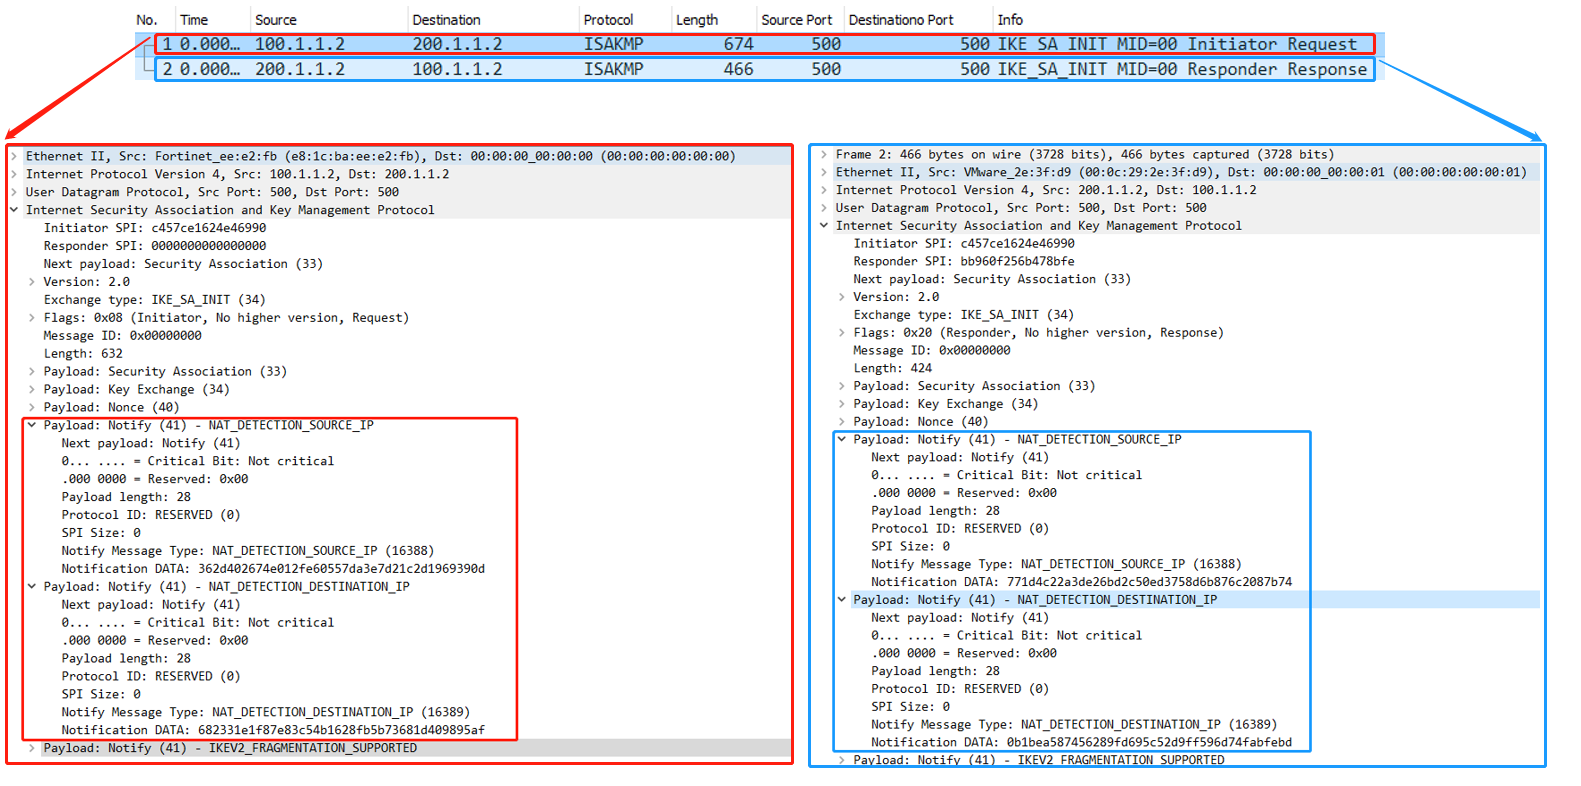 No. Time Source Destination Protocol Length Source Port Destinationo Port Info
1 0.000… 100.1.1.2 200.1.1.2 ISAKMP 674 500 500 IKE_SA_INIT MID=00 Initiator Request
2 0.000… 200.1.1.2 100.1.1.2 ISAKMP 466 500 500 IKE_SA_INIT MID=00 Responder Response
Ethernet II, Src: Fortinet_ee:e2:fb (e8:1c:ba:ee:e2:fb), Dst: 00:00:00_00:00:00 (00:00:00:00:00:00)
Internet Protocol Version 4, Src: 100.1.1.2, Dst: 200.1.1.2
User Datagram Protocol, Src Port: 500, Dst Port: 500
Internet Security Association and Key Management Protocol
Initiator SPI: c457ce1624e46990
Responder SPI: 0000000000000000
Next payload: Security Association (33)
Version: 2.0
Exchange type: IKE_SA_INIT (34)
Flags: 0x08 (Initiator, No higher version, Request)
Message ID: 0x00000000
Length: 632
Payload: Security Association (33)
Payload: Key Exchange (34)
Payload: Nonce (40)
Payload: Notify (41) - NAT_DETECTION_SOURCE_IP
Next payload: Notify (41)
0... .... = Critical Bit: Not critical
.000 0000 = Reserved: 0x00
Payload length: 28
Protocol ID: RESERVED (0)
SPI Size: 0
Notify Message Type: NAT_DETECTION_SOURCE_IP (16388)
Notification DATA: 362d402674e012fe60557da3e7d21c2d1969390d
Payload: Notify (41) - NAT_DETECTION_DESTINATION_IP
Next payload: Notify (41)
0... .... = Critical Bit: Not critical
.000 0000 = Reserved: 0x00
Payload length: 28
Protocol ID: RESERVED (0)
SPI Size: 0
Notify Message Type: NAT_DETECTION_DESTINATION_IP (16389)
Notification DATA: 682331e1f87e83c54b1628fb5b73681d409895af
Payload: Notify (41) - IKEV2_FRAGMENTATION_SUPPORTED
Frame 2: 466 bytes on wire (3728 bits), 466 bytes captured (3728 bits)
Ethernet II, Src: VMware_2e:3f:d9 (00:0c:29:2e:3f:d9), Dst: 00:00:00_00:00:01 (00:00:00:00:00:01)
Internet Protocol Version 4, Src: 200.1.1.2, Dst: 100.1.1.2
User Datagram Protocol, Src Port: 500, Dst Port: 500
Internet Security Association and Key Management Protocol
Initiator SPI: c457ce1624e46990
Responder SPI: bb960f256b478bfe
Next payload: Security Association (33)
Version: 2.0
Exchange type: IKE_SA_INIT (34)
Flags: 0x20 (Responder, No higher version, Response)
Message ID: 0x00000000
Length: 424
Payload: Security Association (33)
Payload: Key Exchange (34)
Payload: Nonce (40)
Payload: Notify (41) - NAT_DETECTION_SOURCE_IP
Next payload: Notify (41)
0... .... = Critical Bit: Not critical
.000 0000 = Reserved: 0x00
Payload length: 28
Protocol ID: RESERVED (0)
SPI Size: 0
Notify Message Type: NAT_DETECTION_SOURCE_IP (16388)
Notification DATA: 771d4c22a3de26bd2c50ed3758d6b876c2087b74
Payload: Notify (41) - NAT_DETECTION_DESTINATION_IP
Next payload: Notify (41)
0... .... = Critical Bit: Not critical
.000 0000 = Reserved: 0x00
Payload length: 28
Protocol ID: RESERVED (0)
SPI Size: 0
Notify Message Type: NAT_DETECTION_DESTINATION_IP (16389)
Notification DATA: 0b1bea587456289fd695c52d9ff596d74fabfebd
Payload: Notify (41) - IKEV2_FRAGMENTATION_SUPPORTED